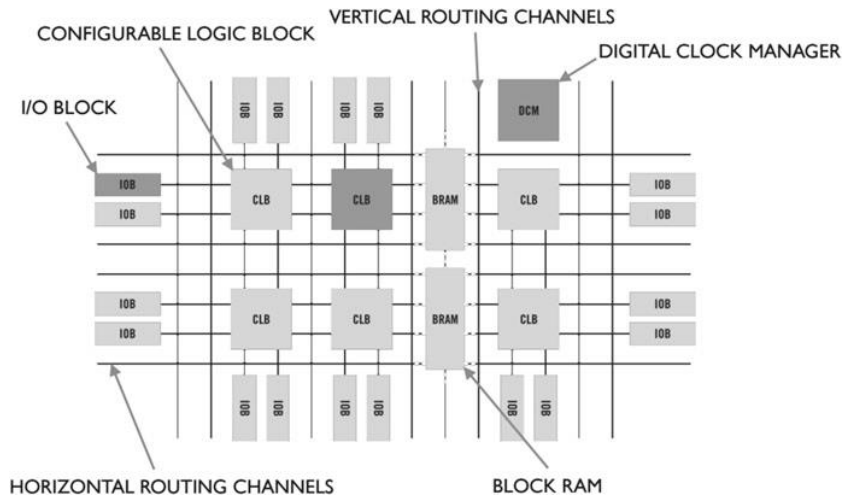 VERTICAL ROUTING CHANNELS
CONFIGURABLE LOGIC BLOCK
DIGITAL CLOCK MANAGER
I/O BLOCK
IOB IOB IOB IOB DCM
IOB CLB CLB BRAM CLB IOB
IOB IOB
IOB CLB CLB BRAM CLB IOB
IOB IOB
IOB IOB IOB IOB IOB IOB
HORIZONTAL ROUTING CHANNELS BLOCK RAM